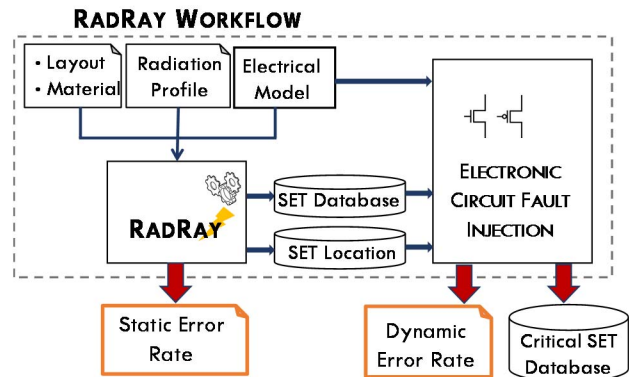 RADRAY WORKFLOW
• Layout
• Material
Radiation
Profile
Electrical
Model
RADRAY
SET Database
SET Location
ELECTRONIC
CIRCUIT FAULT
INJECTION
Static Error
Rate
Dynamic
Error Rate
Critical SET
Database